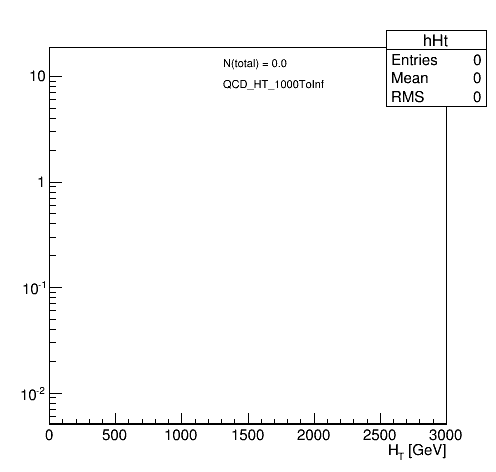 hHt
Entries 0
Mean 0
RMS 0
N(total) = 0.0
QCD_HT_1000ToInf
10
1
10^-1
10^-2
0 500 1000 1500 2000 2500 3000
H_T [GeV]